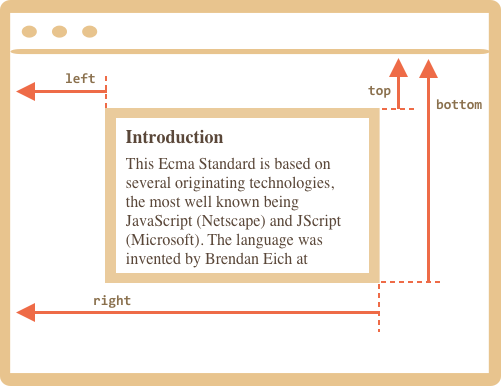 left
top
bottom
Introduction
This Ecma Standard is based on
several originating technologies,
the most well known being
JavaScript (Netscape) and JScript
(Microsoft). The language was
invented by Brendan Eich at
right